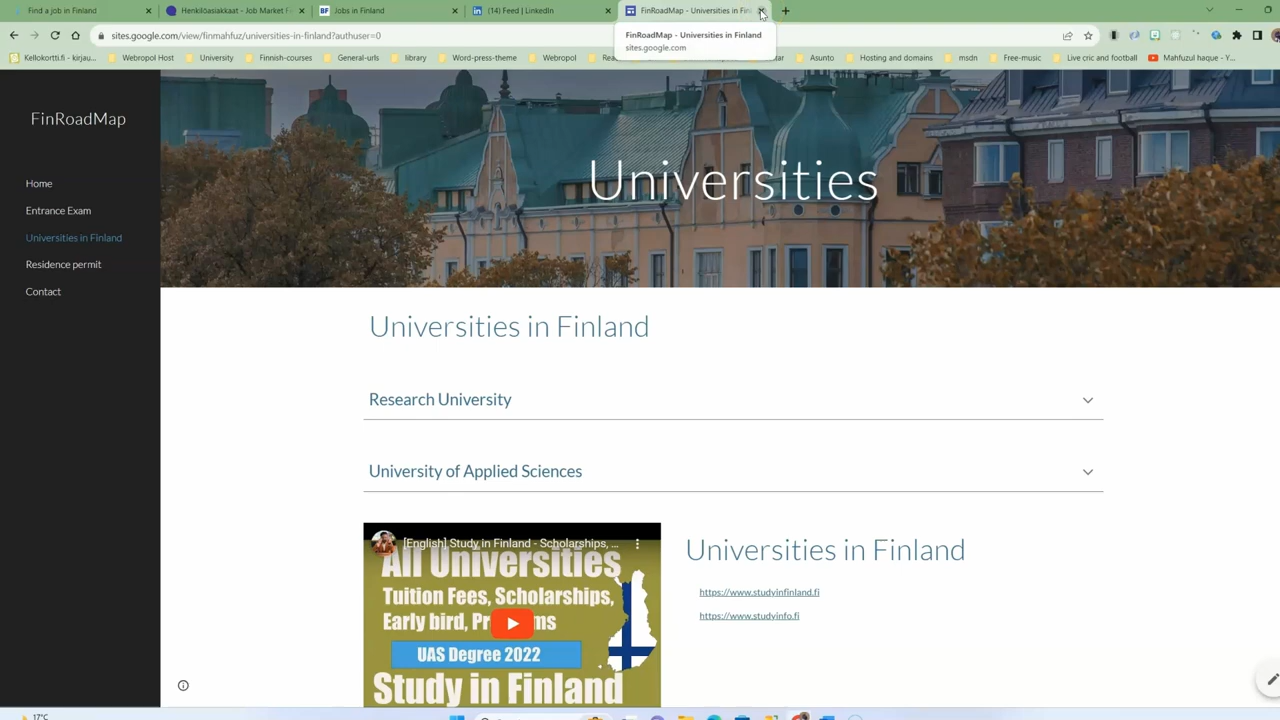 Find a job in Finland
Henkilöasiakkaat - Job Market F
Jobs in Finland
(14) Feed | LinkedIn
FinRoadMap - Universities in Fin
sites.google.com/view/finmahfuz/universities-in-finland?authuser=0
FinRoadMap - Universities in Finland
sites.google.com
Kellokortti.fi - kirjau...
Webropol Host
University
Finnish-courses
General-urls
library
Word-press-theme
Webropol
Asunto
Hosting and domains
msdn
Free-music
Live cric and football
Mahfuzul haque - Y...
FinRoadMap
Home
Entrance Exam
Universities in Finland
Residence permit
Contact
Universities
Universities in Finland
Research University
University of Applied Sciences
[English] Study in Finland - Scholarships, ...
All Universities
Tuition Fees, Scholarships,
Early bird,
UAS Degree 2022
Study in Finland
Universities in Finland
https://www.studyinfinland.fi
https://www.studyinfo.fi
17°C